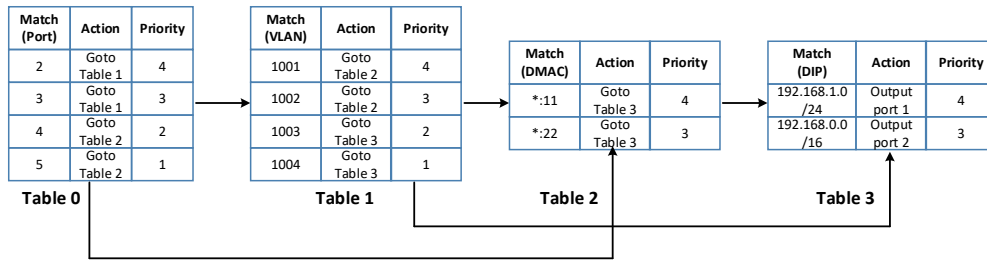 Match (Port) Action Priority
2 Goto Table 1 4
3 Goto Table 1 3
4 Goto Table 2 2
5 Goto Table 2 1
Table 0
Match (VLAN) Action Priority
1001 Goto Table 2 4
1002 Goto Table 2 3
1003 Goto Table 3 2
1004 Goto Table 3 1
Table 1
Match (DMAC) Action Priority
*:11 Goto Table 3 4
*:22 Goto Table 3 3
Table 2
Match (DIP) Action Priority
192.168.1.0 /24 Output port 1 4
192.168.0.0 /16 Output port 2 3
Table 3